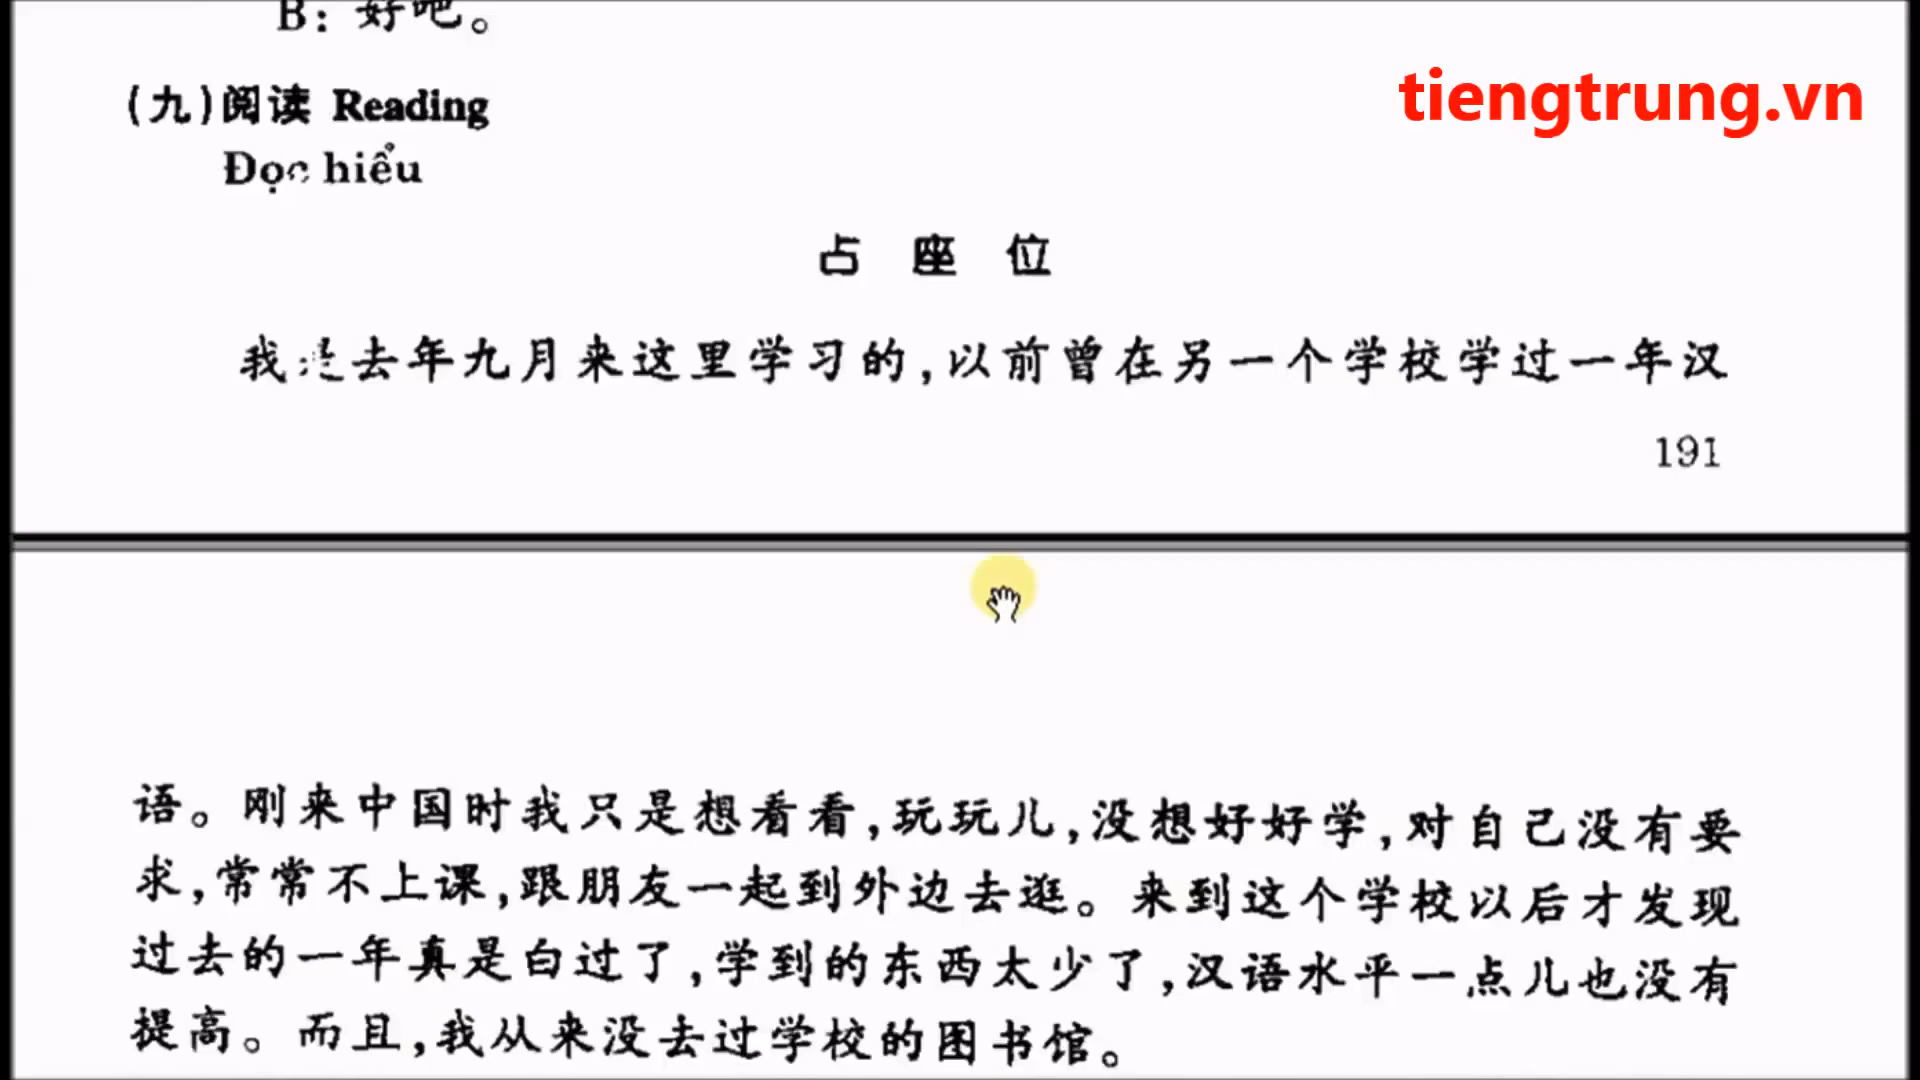 B：好吧。
tiengtrung.vn
(九)阅读 Reading
Đọc hiểu
占 座 位
我是去年九月来这里学习的,以前曾在另一个学校学过一年汉
191
语。刚来中国时我只是想看看,玩玩儿,没想好好学,对自己没有要
求,常常不上课,跟朋友一起到外边去逛。来到这个学校以后才发现
过去的一年真是白过了,学到的东西太少了,汉语水平一点儿也没有
提高。而且,我从来没去过学校的图书馆。